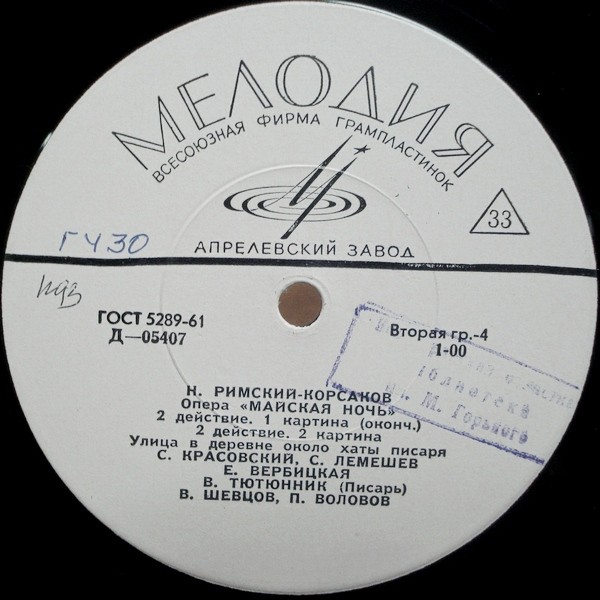 МЕЛОДИЯ
ВСЕСОЮЗНАЯ ФИРМА ГРАМПЛАСТИНОК
33
АПРЕЛЕВСКИЙ ЗАВОД
ГЧ30
ГОСТ 5289-61
Д—05407
Вторая гр.-4
1-00
М. Горького
Н. РИМСКИЙ-КОРСАКОВ
Опера «МАЙСКАЯ НОЧЬ»
2 действие. 1 картина (оконч.)
2 действие. 2 картина
Улица в деревне около хаты писаря
С. КРАСОВСКИЙ, С. ЛЕМЕШЕВ
Е. ВЕРБИЦКАЯ
В. ТЮТЮННИК (Писарь)
В. ШЕВЦОВ, П. ВОЛОВОВ